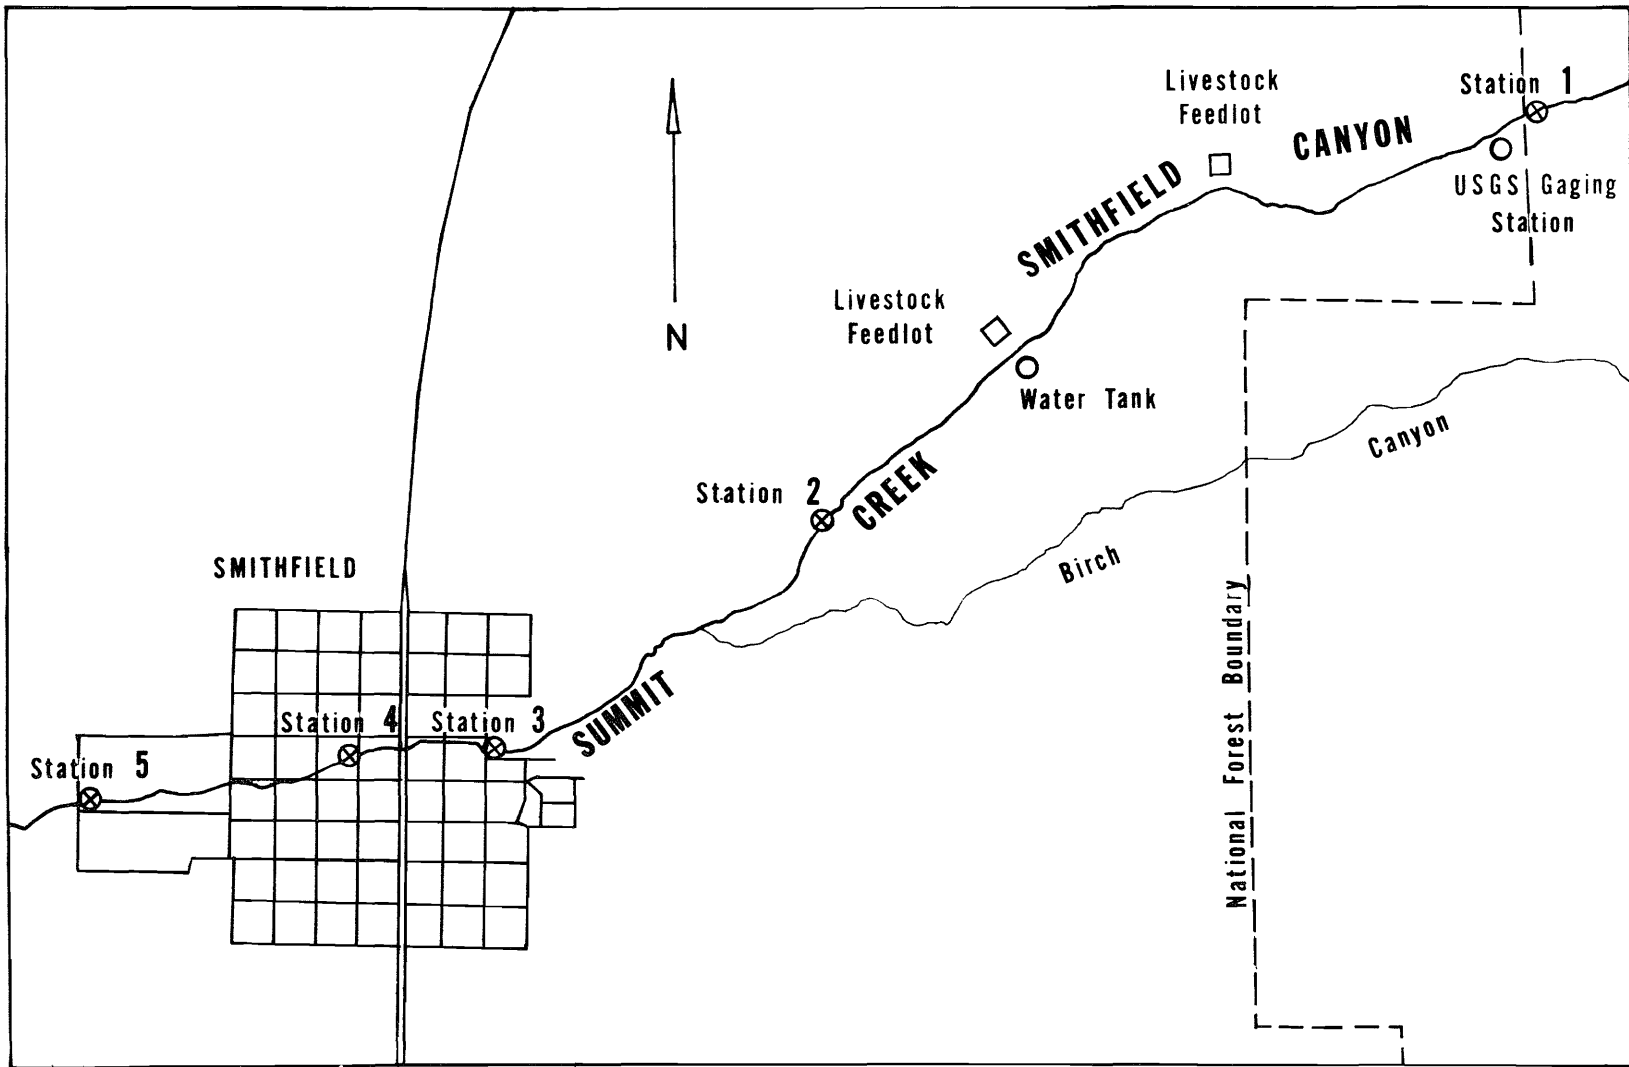 Station 1
Livestock
Feedlot
CANYON
USGS Gaging
Station
SMITHFIELD
Livestock
Feedlot
N
Water Tank
Canyon
Station 2
CREEK
Birch
SMITHFIELD
National Forest Boundary
SUMMIT
Station 4
Station 3
Station 5